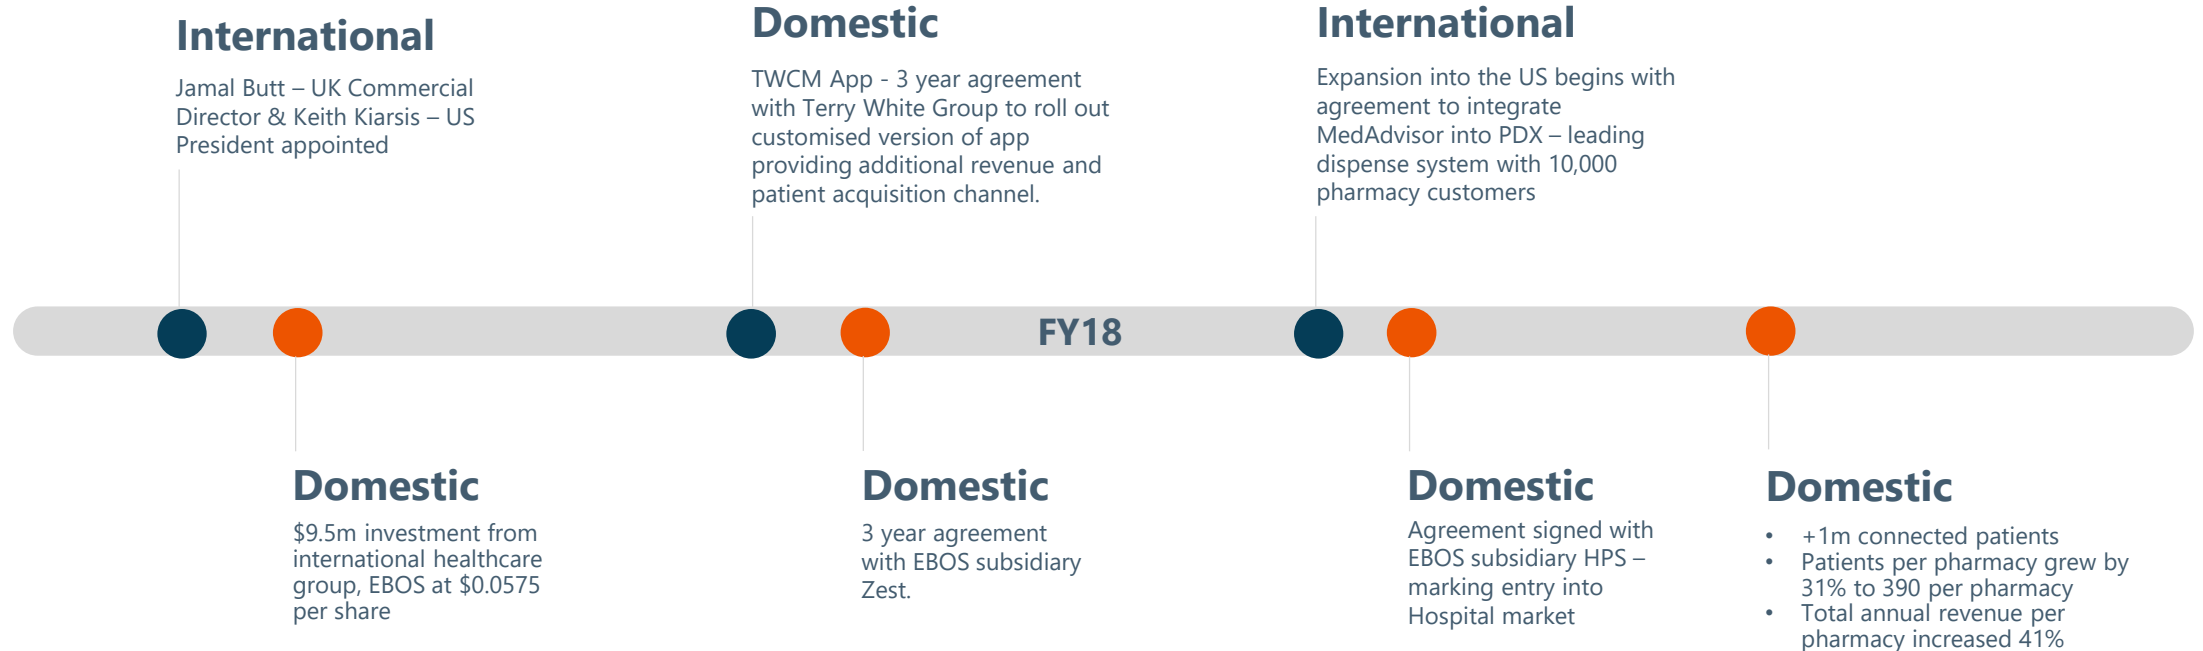 International
Jamal Butt – UK Commercial
Director & Keith Kiarsis – US
President appointed
Domestic
TWCM App - 3 year agreement
with Terry White Group to roll out
customised version of app
providing additional revenue and
patient acquisition channel.
International
Expansion into the US begins with
agreement to integrate
MedAdvisor into PDX – leading
dispense system with 10,000
pharmacy customers
FY18
Domestic
$9.5m investment from
international healthcare
group, EBOS at $0.0575
per share
Domestic
3 year agreement
with EBOS subsidiary
Zest.
Domestic
Agreement signed with
EBOS subsidiary HPS –
marking entry into
Hospital market
Domestic
• +1m connected patients
• Patients per pharmacy grew by
31% to 390 per pharmacy
• Total annual revenue per
pharmacy increased 41%